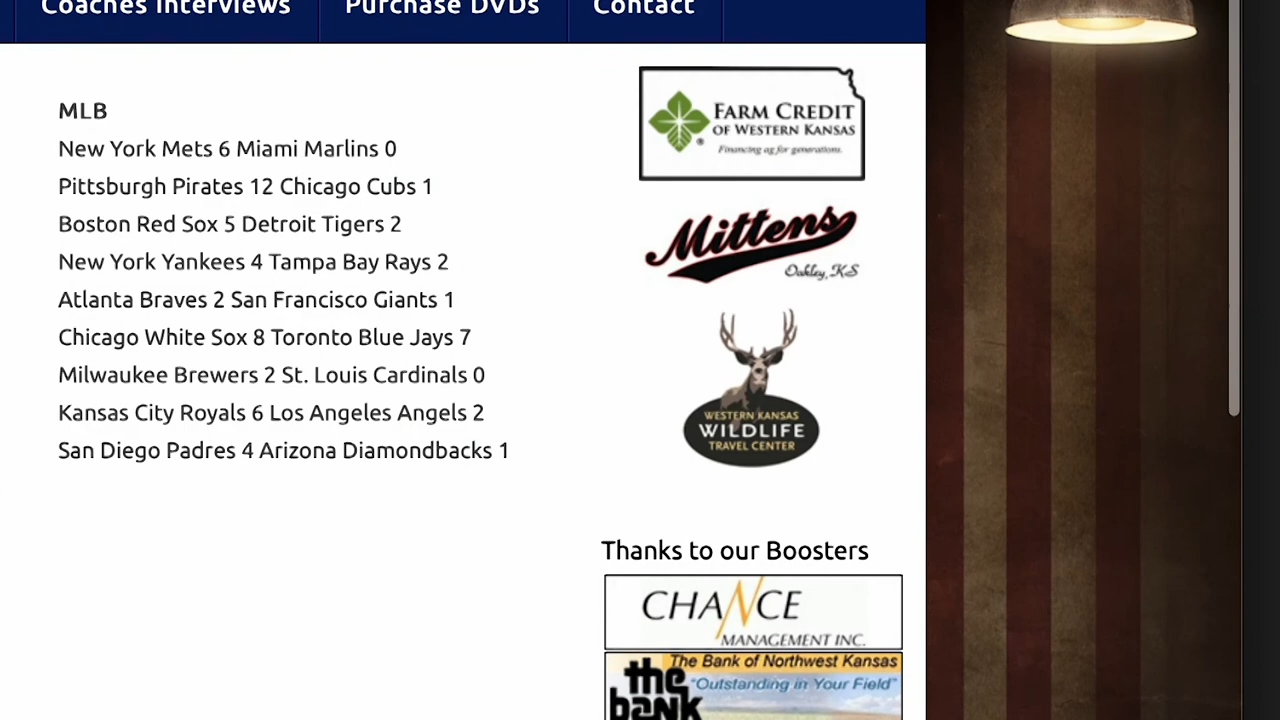 Coaches Interviews
Purchase DVDs
Contact
MLB
New York Mets 6 Miami Marlins 0
Pittsburgh Pirates 12 Chicago Cubs 1
Boston Red Sox 5 Detroit Tigers 2
New York Yankees 4 Tampa Bay Rays 2
Atlanta Braves 2 San Francisco Giants 1
Chicago White Sox 8 Toronto Blue Jays 7
Milwaukee Brewers 2 St. Louis Cardinals 0
Kansas City Royals 6 Los Angeles Angels 2
San Diego Padres 4 Arizona Diamondbacks 1
FARM CREDIT
OF WESTERN KANSAS
Financing ag for generations.
Mittens
Oakley, KS
WESTERN KANSAS
WILDLIFE
TRAVEL CENTER
Thanks to our Boosters
CHANCE
MANAGEMENT INC.
The Bank of Northwest Kansas
"Outstanding in Your Field"
the
bank